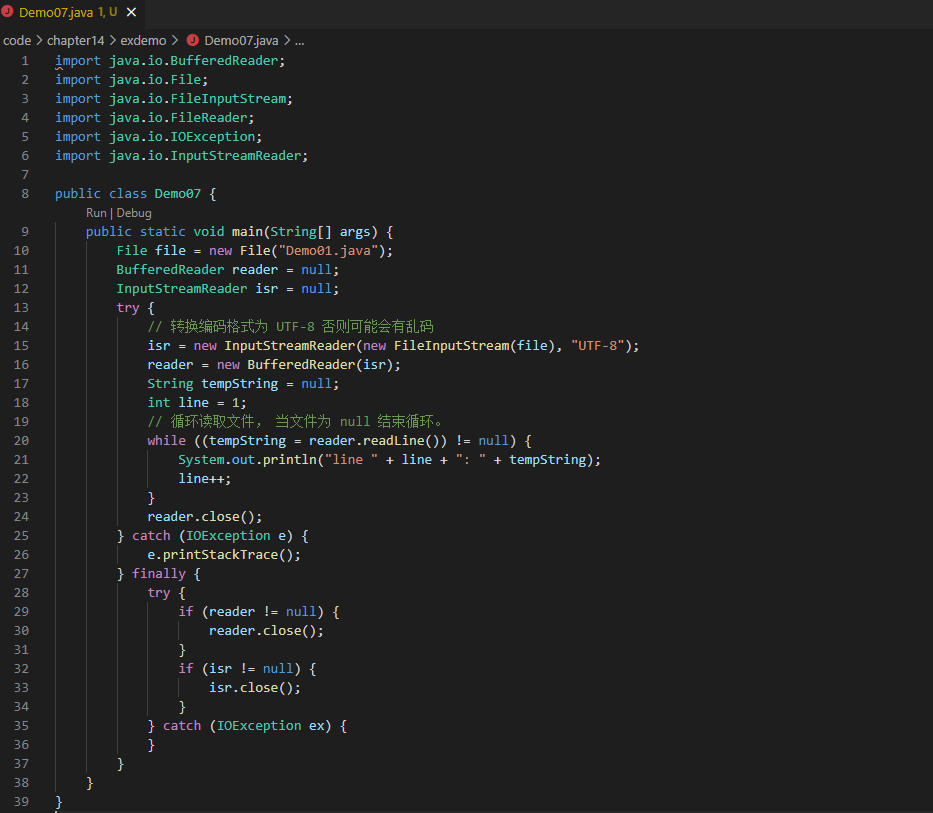 Demo07.java 1, U ×
code > chapter14 > exdemo > Demo07.java > ...
1 import java.io.BufferedReader;
2 import java.io.File;
3 import java.io.FileInputStream;
4 import java.io.FileReader;
5 import java.io.IOException;
6 import java.io.InputStreamReader;
7
8 public class Demo07 {
Run | Debug
9     public static void main(String[] args) {
10         File file = new File("Demo01.java");
11         BufferedReader reader = null;
12         InputStreamReader isr = null;
13         try {
14             // 转换编码格式为 UTF-8 否则可能会有乱码
15             isr = new InputStreamReader(new FileInputStream(file), "UTF-8");
16             reader = new BufferedReader(isr);
17             String tempString = null;
18             int line = 1;
19             // 循环读取文件, 当文件为 null 结束循环。
20             while ((tempString = reader.readLine()) != null) {
21                 System.out.println("line " + line + ": " + tempString);
22                 line++;
23             }
24             reader.close();
25         } catch (IOException e) {
26             e.printStackTrace();
27         } finally {
28             try {
29                 if (reader != null) {
30                     reader.close();
31                 }
32                 if (isr != null) {
33                     isr.close();
34                 }
35             } catch (IOException ex) {
36             }
37         }
38     }
39 }